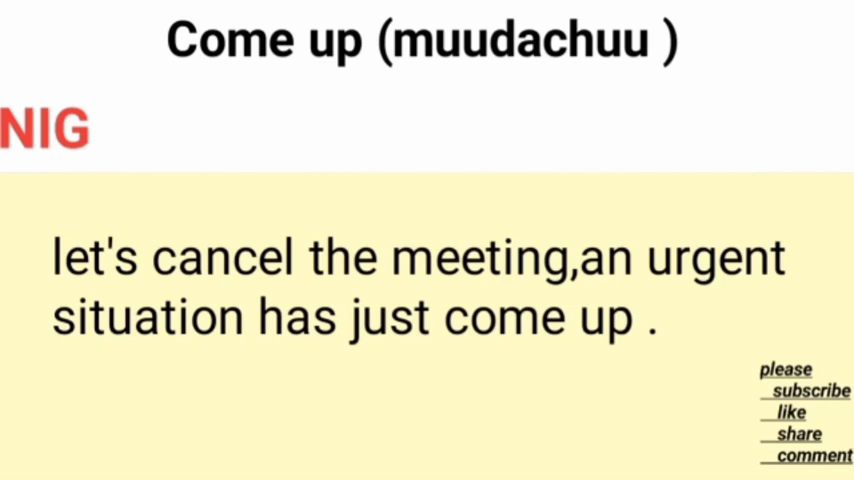 Come up (muudachuu )
NIG
let's cancel the meeting,an urgent
situation has just come up .
please
subscribe
like
share
comment